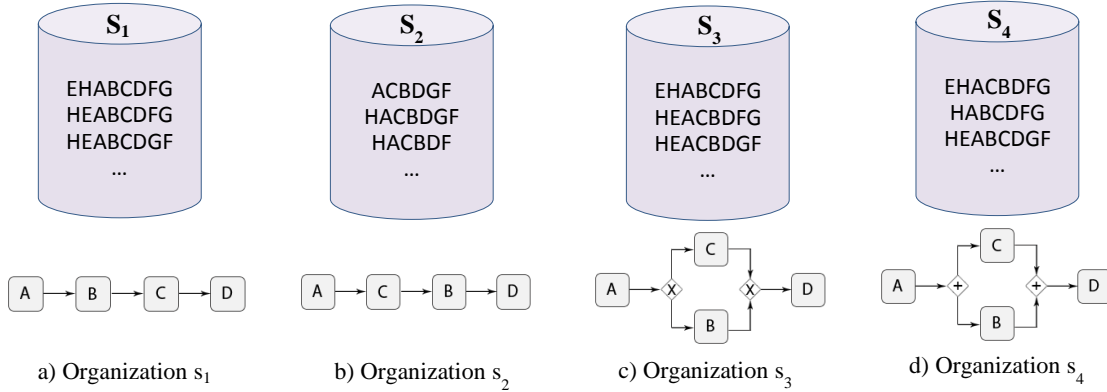 S1
EHABCDFG
HEABCDFG
HEABCDGF
...
A B C D
a) Organization s1
S2
ACBDGF
HACBDGF
HACBDF
...
A C B D
b) Organization s2
S3
EHABCDFG
HEACBDFG
HEACBDGF
...
C
A X X D
B
c) Organization s3
S4
EHACBDFG
HABCDFG
HEABCDGF
...
C
A + + D
B
d) Organization s4